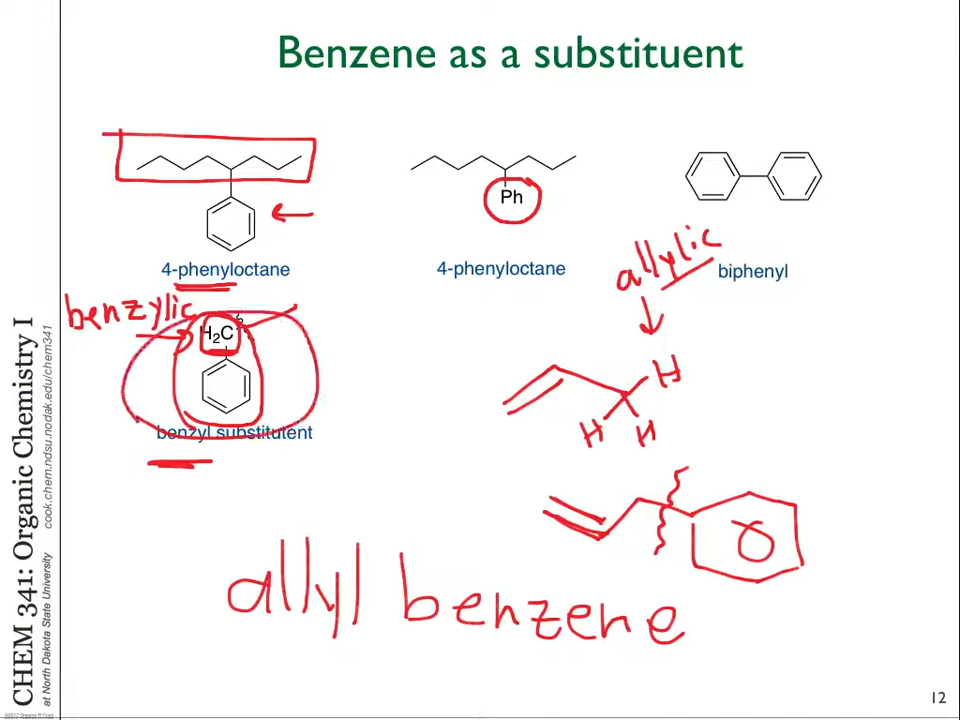 Benzene as a substituent
Ph
4-phenyloctane
4-phenyloctane
biphenyl
allylic
benzylic
H₂C
benzyl substitutent
H
H
H
allyl benzene
CHEM 341: Organic Chemistry I
at North Dakota State University cook.chem.ndsu.nodak.edu/chem341
12